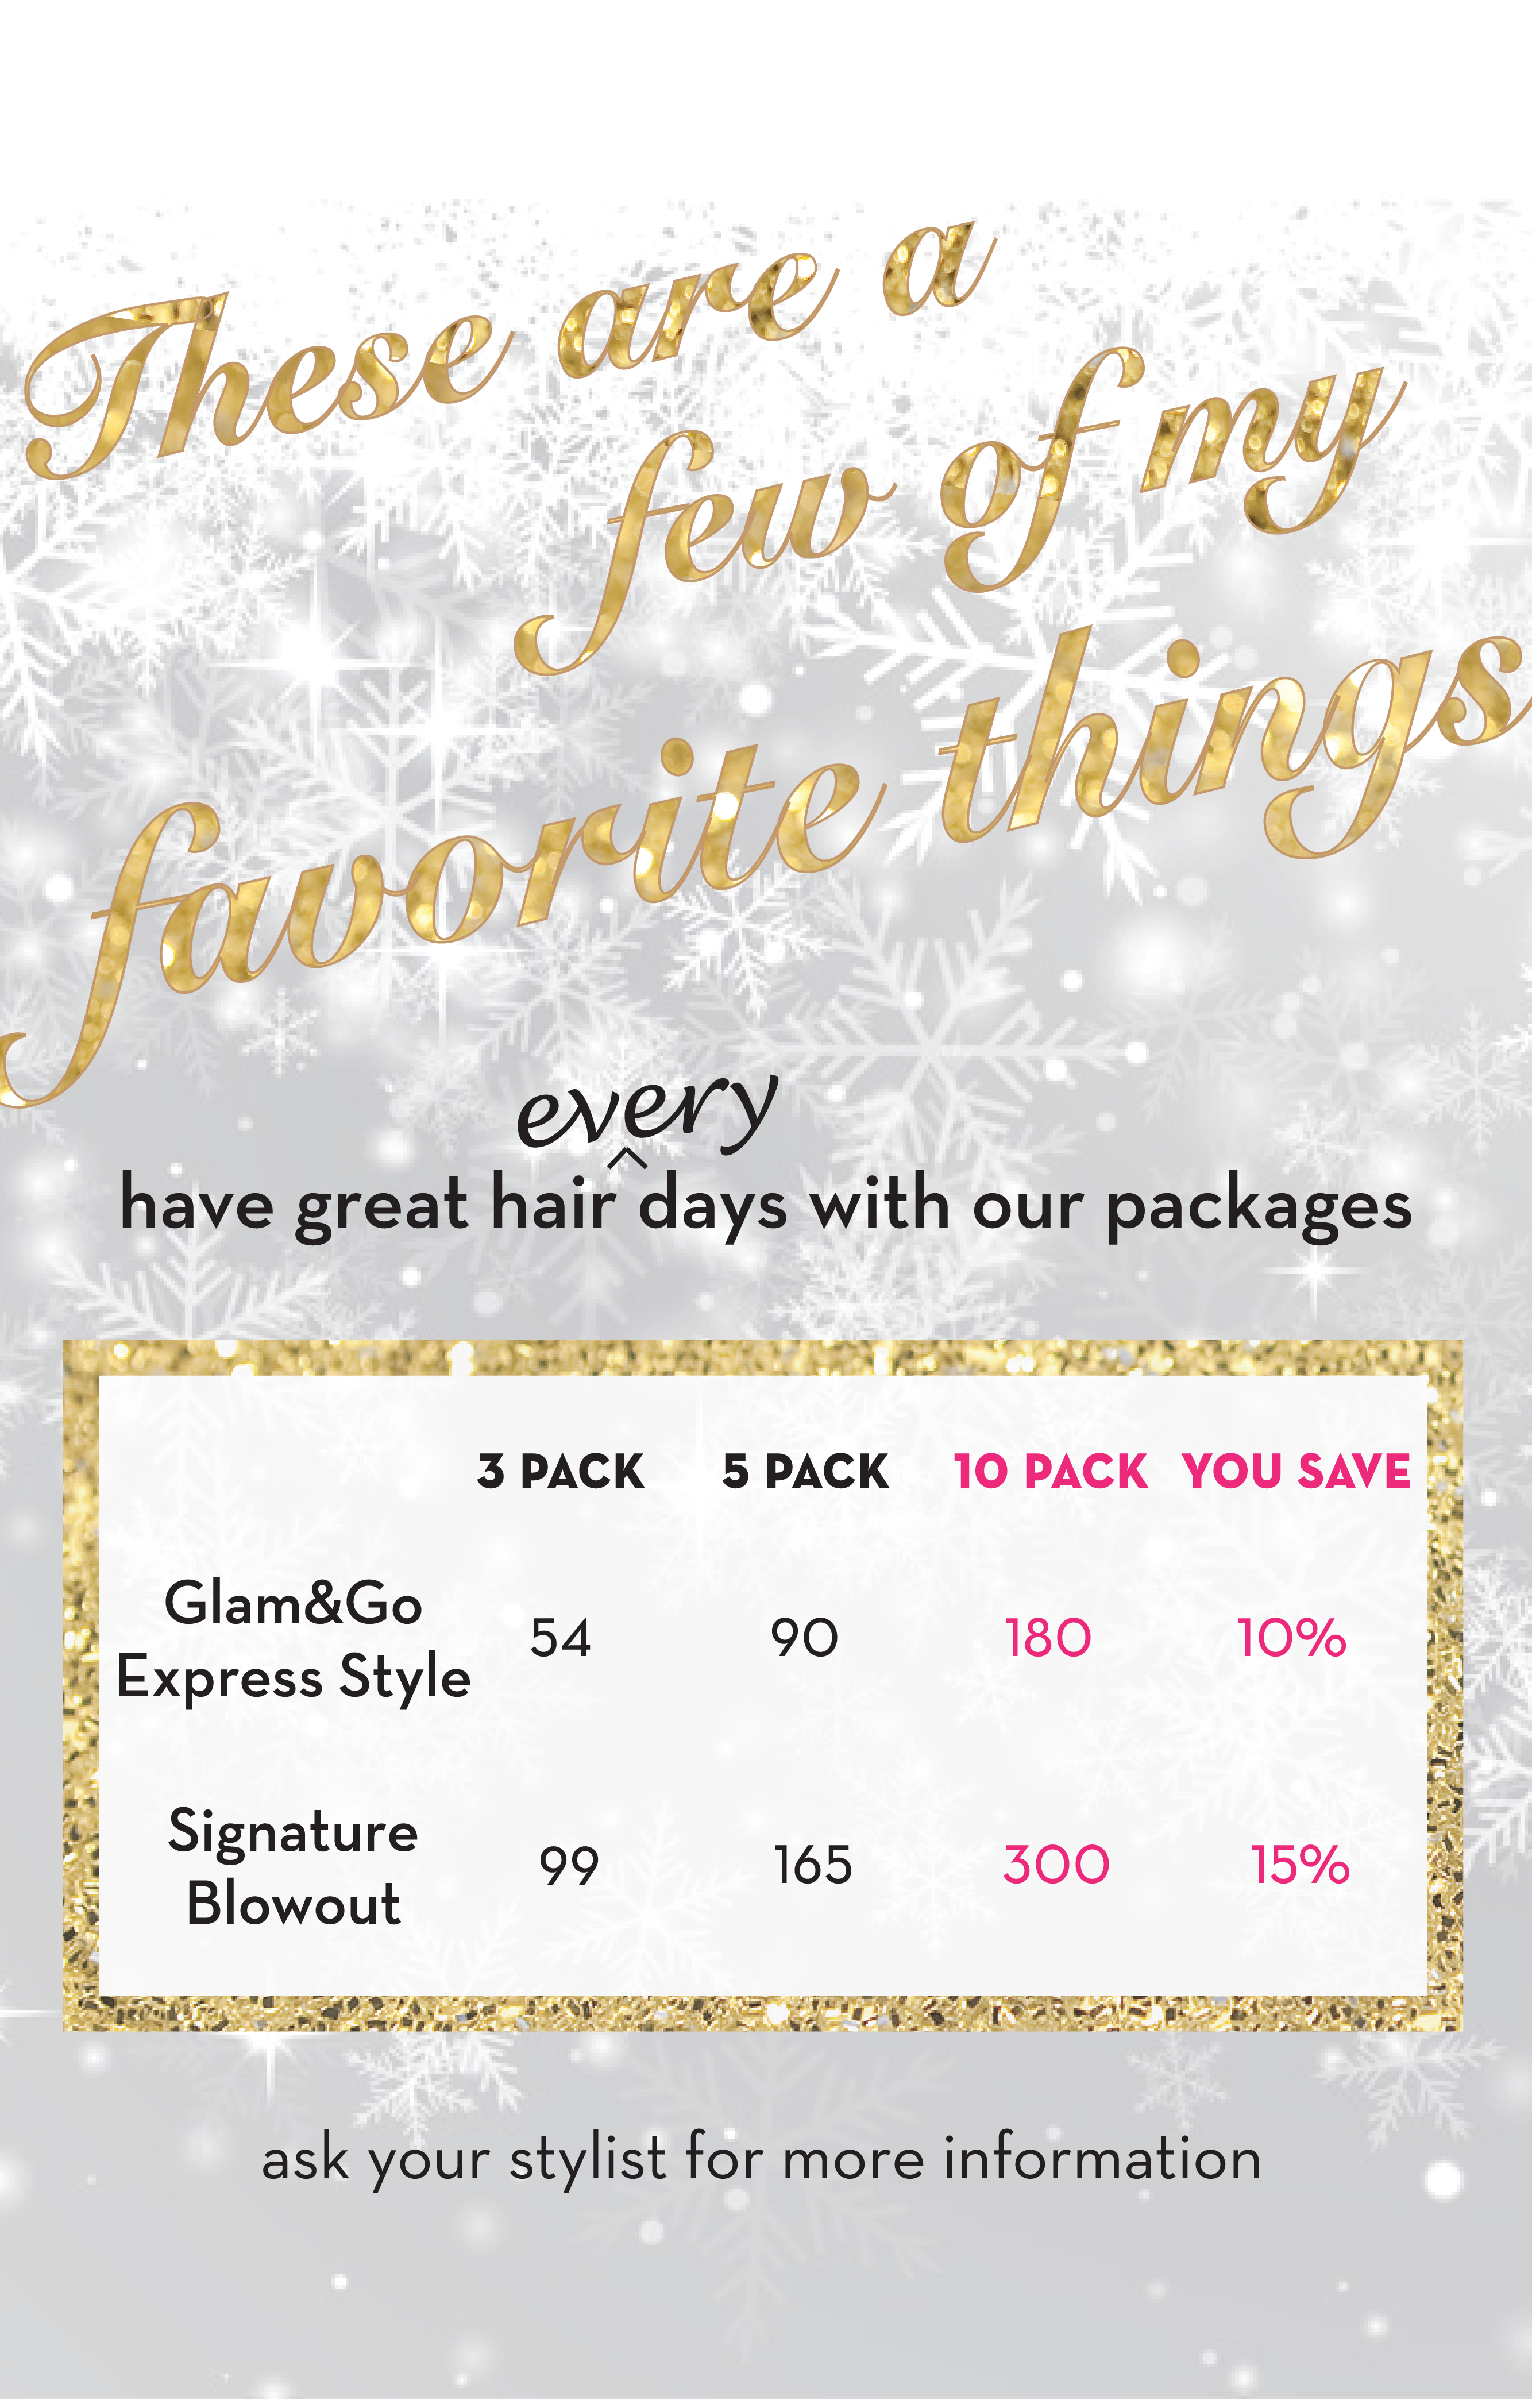 These are a
few of my
favorite things
every
^
have great hair days with our packages
3 PACK 5 PACK 10 PACK YOU SAVE
Glam&Go
Express Style 54 90 180 10%
Signature
Blowout 99 165 300 15%
ask your stylist for more information